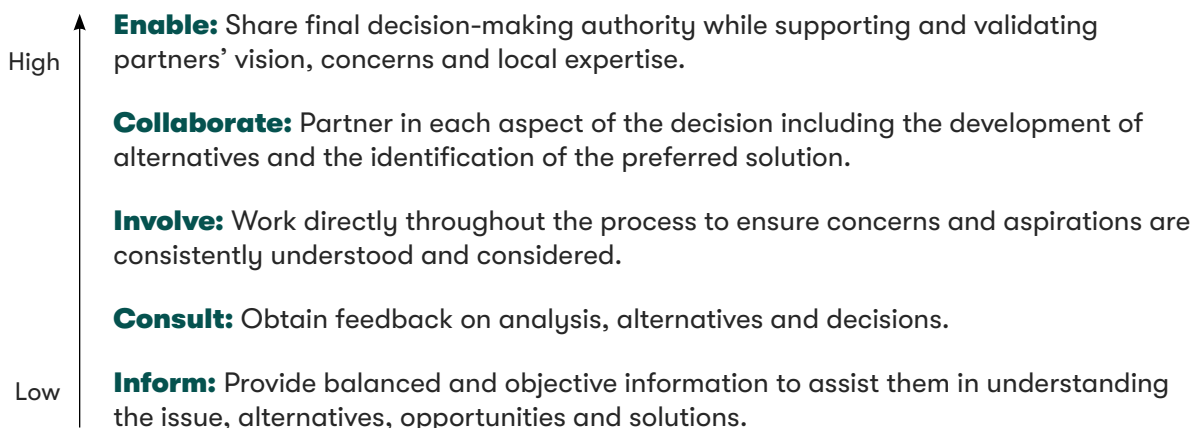 Enable: Share final decision-making authority while supporting and validating
High
partners’ vision, concerns and local expertise.
Collaborate: Partner in each aspect of the decision including the development of
alternatives and the identification of the preferred solution.
Involve: Work directly throughout the process to ensure concerns and aspirations are
consistently understood and considered.
Consult: Obtain feedback on analysis, alternatives and decisions.
Low
Inform: Provide balanced and objective information to assist them in understanding
the issue, alternatives, opportunities and solutions.